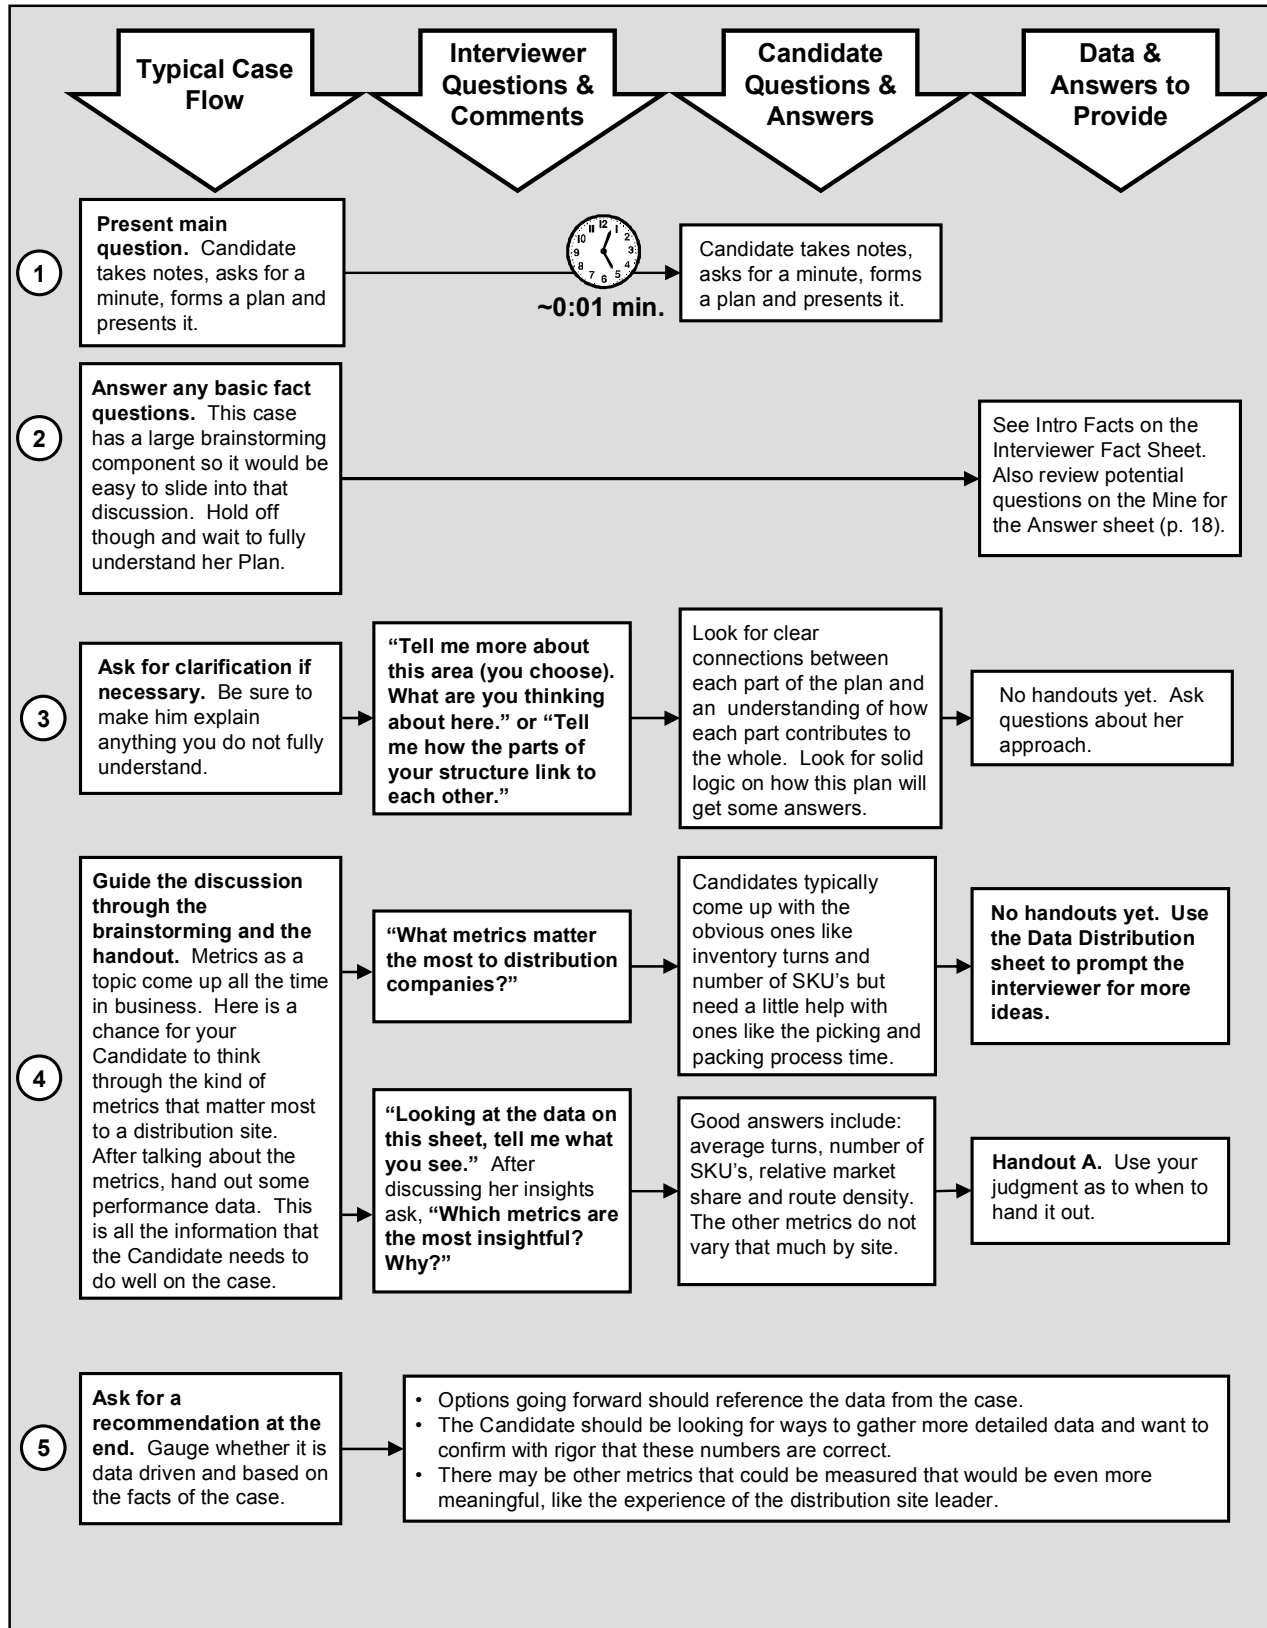 Typical Case
Flow
Interviewer
Questions &
Comments
Candidate
Questions &
Answers
Data &
Answers to
Provide
1
Present main
question. Candidate
takes notes, asks for a
minute, forms a plan and
presents it.
11 12 1
10 2
9 3
8 4
7 6 5
~0:01 min.
Candidate takes notes,
asks for a minute, forms
a plan and presents it.
2
Answer any basic fact
questions. This case
has a large brainstorming
component so it would be
easy to slide into that
discussion. Hold off
though and wait to fully
understand her Plan.
See Intro Facts on the
Interviewer Fact Sheet.
Also review potential
questions on the Mine for
the Answer sheet (p. 18).
3
Ask for clarification if
necessary. Be sure to
make him explain
anything you do not fully
understand.
“Tell me more about
this area (you choose).
What are you thinking
about here.” or “Tell
me how the parts of
your structure link to
each other.”
Look for clear
connections between
each part of the plan and
an understanding of how
each part contributes to
the whole. Look for solid
logic on how this plan will
get some answers.
No handouts yet. Ask
questions about her
approach.
4
Guide the discussion
through the
brainstorming and the
handout. Metrics as a
topic come up all the time
in business. Here is a
chance for your
Candidate to think
through the kind of
metrics that matter most
to a distribution site.
After talking about the
metrics, hand out some
performance data. This
is all the information that
the Candidate needs to
do well on the case.
“What metrics matter
the most to distribution
companies?”
Candidates typically
come up with the
obvious ones like
inventory turns and
number of SKU’s but
need a little help with
ones like the picking and
packing process time.
No handouts yet. Use
the Data Distribution
sheet to prompt the
interviewer for more
ideas.
“Looking at the data on
this sheet, tell me what
you see.” After
discussing her insights
ask, “Which metrics are
the most insightful?
Why?”
Good answers include:
average turns, number of
SKU’s, relative market
share and route density.
The other metrics do not
vary that much by site.
Handout A. Use your
judgment as to when to
hand it out.
5
Ask for a
recommendation at the
end. Gauge whether it is
data driven and based on
the facts of the case.
• Options going forward should reference the data from the case.
• The Candidate should be looking for ways to gather more detailed data and want to
confirm with rigor that these numbers are correct.
• There may be other metrics that could be measured that would be even more
meaningful, like the experience of the distribution site leader.